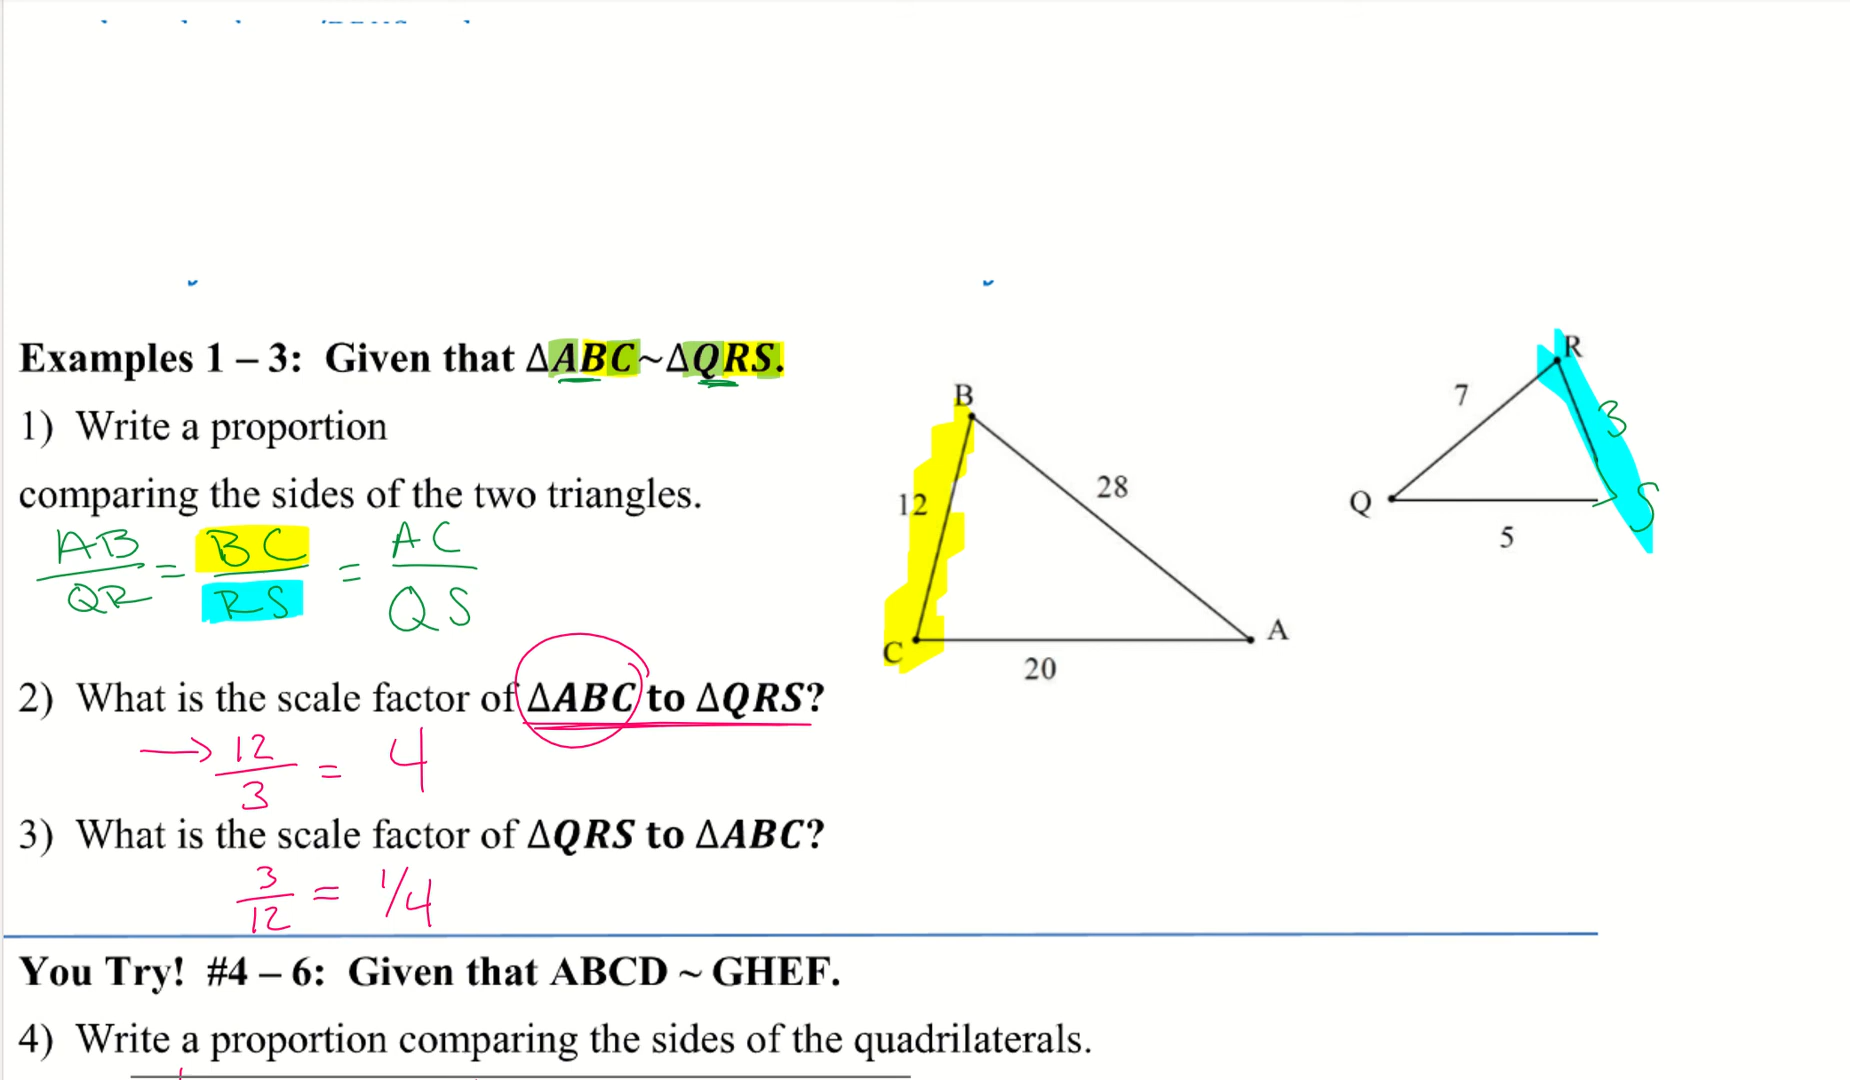 Examples 1 – 3: Given that ΔABC~ΔQRS.
1) Write a proportion
comparing the sides of the two triangles.
AB/QR = BC/RS = AC/QS
2) What is the scale factor of ΔABC to ΔQRS?
→ 12/3 = 4
3) What is the scale factor of ΔQRS to ΔABC?
3/12 = 1/4
B
12
28
C
20
A
R
7
3
Q
S
5
You Try! #4 – 6: Given that ABCD ~ GHEF.
4) Write a proportion comparing the sides of the quadrilaterals.